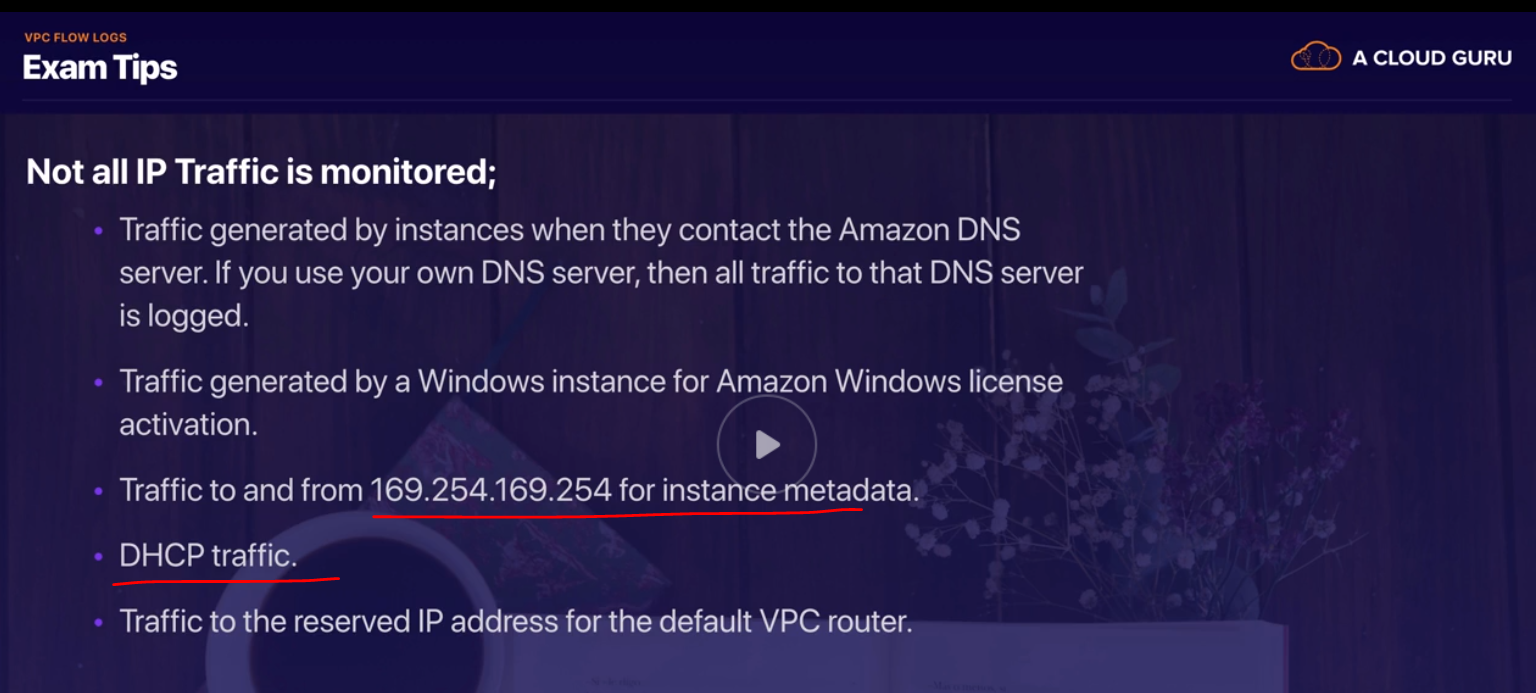 VPC FLOW LOGS
Exam Tips
A CLOUD GURU
Not all IP Traffic is monitored;
• Traffic generated by instances when they contact the Amazon DNS
server. If you use your own DNS server, then all traffic to that DNS server
is logged.
• Traffic generated by a Windows instance for Amazon Windows license
activation.
• Traffic to and from 169.254.169.254 for instance metadata.
• DHCP traffic.
• Traffic to the reserved IP address for the default VPC router.